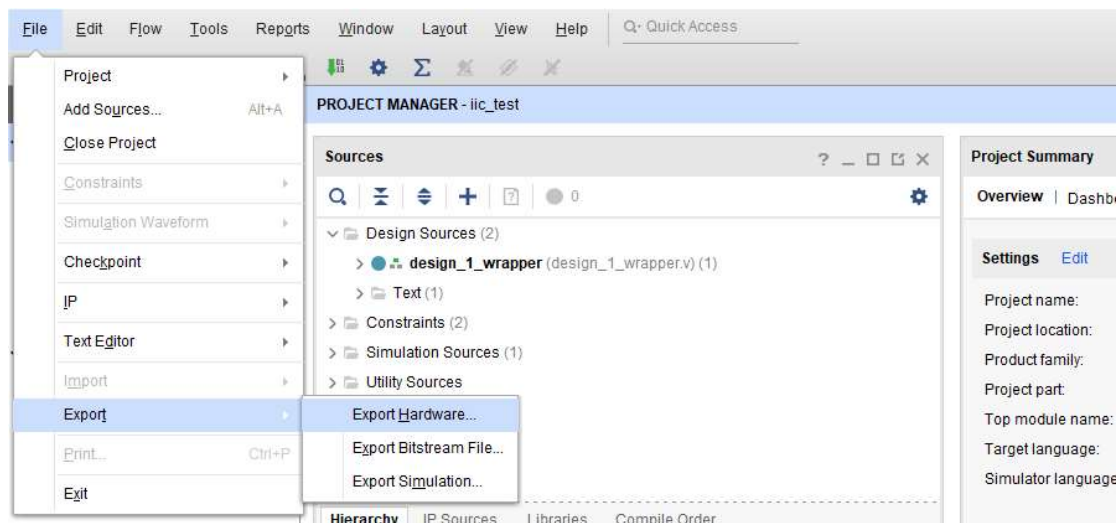 File Edit Flow Tools Reports Window Layout View Help Q- Quick Access
Project
Add Sources... Alt+A
Close Project
Constraints
Simulation Waveform
Checkpoint
IP
Text Editor
Import
Export
Print... Ctrl+P
Exit
Export Hardware...
Export Bitstream File...
Export Simulation...
PROJECT MANAGER - iic_test
Sources
? _
0
Design Sources (2)
design_1_wrapper (design_1_wrapper.v) (1)
Text (1)
Constraints (2)
Simulation Sources (1)
Utility Sources
Hierarchy IP Sources Libraries Compile Order
Project Summary
Overview | Dashb
Settings Edit
Project name:
Project location:
Product family:
Project part:
Top module name:
Target language:
Simulator language